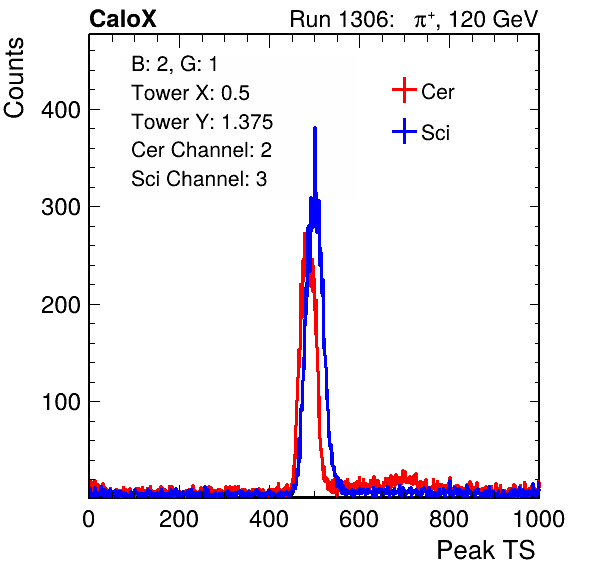 CaloX Run 1306: π⁺, 120 GeV
Counts
B: 2, G: 1
Tower X: 0.5
Tower Y: 1.375
Cer Channel: 2
Sci Channel: 3
Cer
Sci
400
300
200
100
0 200 400 600 800 1000
Peak TS